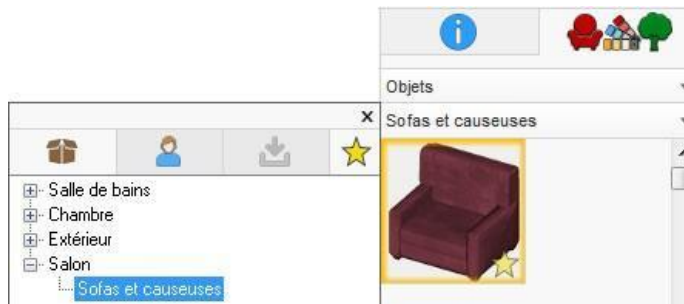 Objets
Sofas et causeuses
x
Salle de bains
Chambre
Extérieur
Salon
Sofas et causeuses